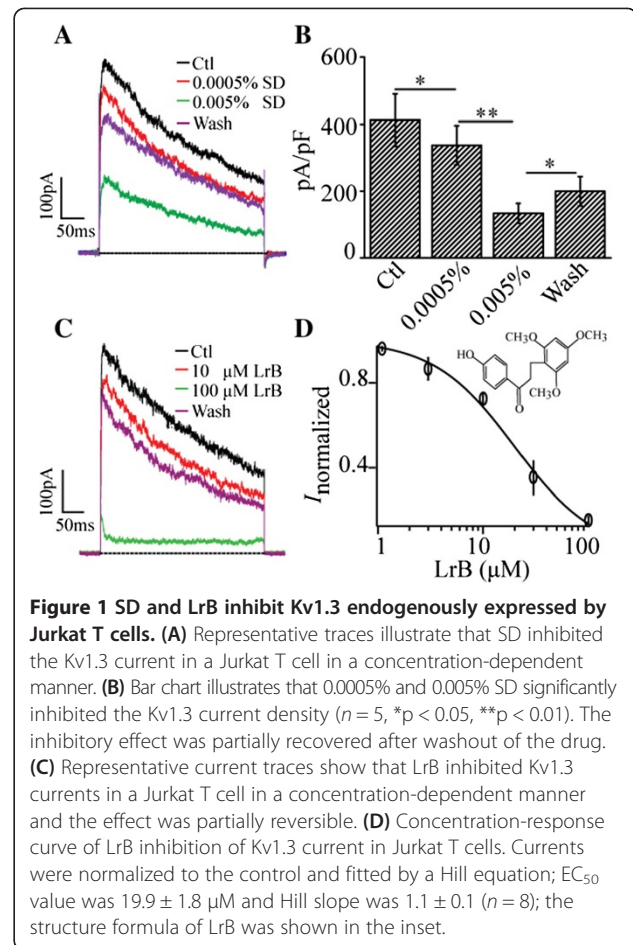 A
Ctl
0.0005% SD
0.005% SD
Wash
100pA
50ms
B
pA/pF
600
400
200
0
*
**
*
Ctl
0.0005%
0.005%
Wash
C
Ctl
10 µM LrB
100 µM LrB
Wash
100pA
50ms
D
Inormalized
0.8
0.4
1
10
100
LrB (µM)
HO
O
CH₃O
OCH₃
CH₃O
Figure 1 SD and LrB inhibit Kv1.3 endogenously expressed by
Jurkat T cells. (A) Representative traces illustrate that SD inhibited
the Kv1.3 current in a Jurkat T cell in a concentration-dependent
manner. (B) Bar chart illustrates that 0.0005% and 0.005% SD significantly
inhibited the Kv1.3 current density (n = 5, *p < 0.05, **p < 0.01). The
inhibitory effect was partially recovered after washout of the drug.
(C) Representative current traces show that LrB inhibited Kv1.3
currents in a Jurkat T cell in a concentration-dependent manner
and the effect was partially reversible. (D) Concentration-response
curve of LrB inhibition of Kv1.3 current in Jurkat T cells. Currents
were normalized to the control and fitted by a Hill equation; EC₅₀
value was 19.9 ± 1.8 µM and Hill slope was 1.1 ± 0.1 (n = 8); the
structure formula of LrB was shown in the inset.